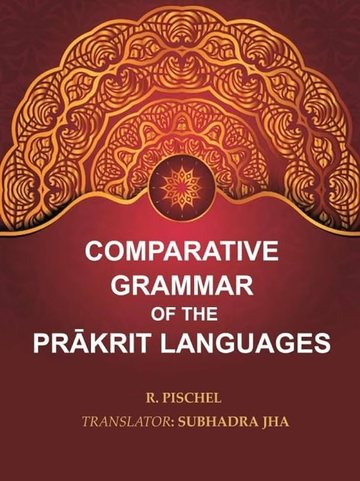 COMPARATIVE
GRAMMAR
OF THE
PRĀKRIT LANGUAGES
R. PISCHEL
TRANSLATOR: SUBHADRA JHA